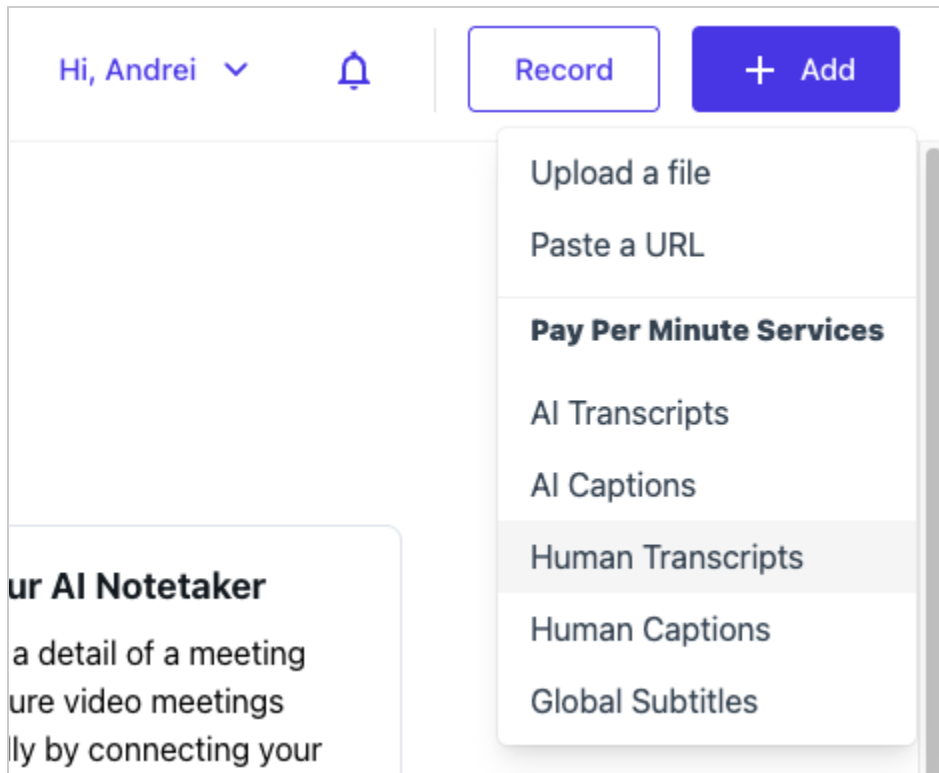 Hi, Andrei
Record
+ Add
Upload a file
Paste a URL
Pay Per Minute Services
AI Transcripts
AI Captions
Human Transcripts
Human Captions
Global Subtitles
ur AI Notetaker
a detail of a meeting
ure video meetings
lly by connecting your